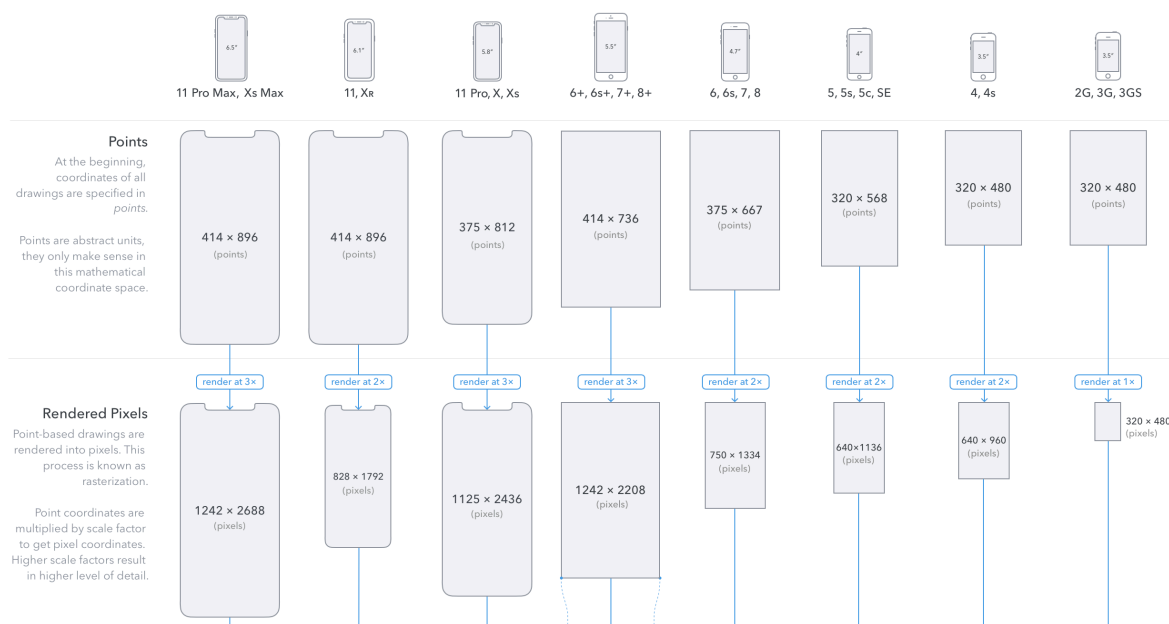 6.5″
6.1″
5.8″
5.5″
4.7″
4″
3.5″
3.5″
11 Pro Max, Xs Max
11, XR
11 Pro, X, Xs
6+, 6s+, 7+, 8+
6, 6s, 7, 8
5, 5s, 5c, SE
4, 4s
2G, 3G, 3GS
Points
At the beginning,
coordinates of all
drawings are specified in
points.
Points are abstract units,
they only make sense in
this mathematical
coordinate space.
414 × 896
(points)
414 × 896
(points)
375 × 812
(points)
414 × 736
(points)
375 × 667
(points)
320 × 568
(points)
320 × 480
(points)
320 × 480
(points)
render at 3×
render at 2×
render at 3×
render at 3×
render at 2×
render at 2×
render at 2×
render at 1×
Rendered Pixels
Point-based drawings are
rendered into pixels. This
process is known as
rasterization.
Point coordinates are
multiplied by scale factor
to get pixel coordinates.
Higher scale factors result
in higher level of detail.
1242 × 2688
(pixels)
828 × 1792
(pixels)
1125 × 2436
(pixels)
1242 × 2208
(pixels)
750 × 1334
(pixels)
640×1136
(pixels)
640 × 960
(pixels)
320 × 480
(pixels)